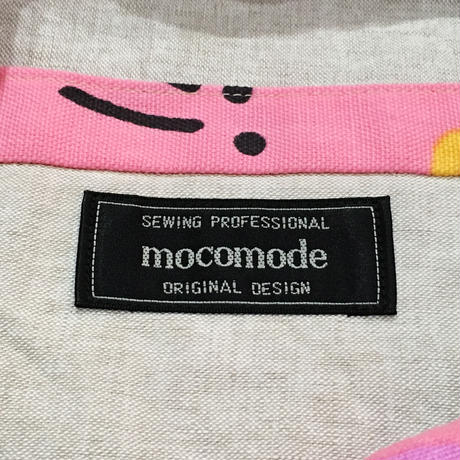 SEWING PROFESSIONAL
mocomode
ORIGINAL DESIGN